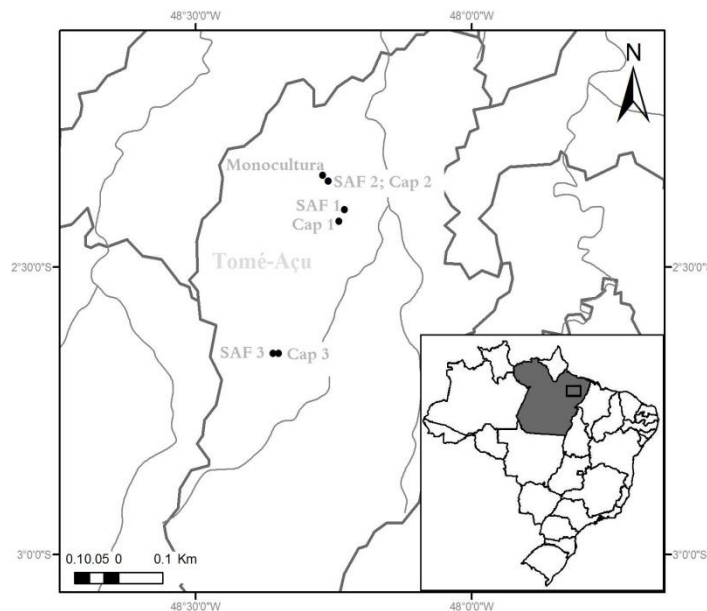 48°30'0"W 48°0'0"W
N
Monocultura
SAF 2; Cap 2
SAF 1
Cap 1
Tomé-Açu
2°30'0"S 2°30'0"S
SAF 3 Cap 3
3°0'0"S 3°0'0"S
0.10.05 0 0.1 Km
48°30'0"W 48°0'0"W